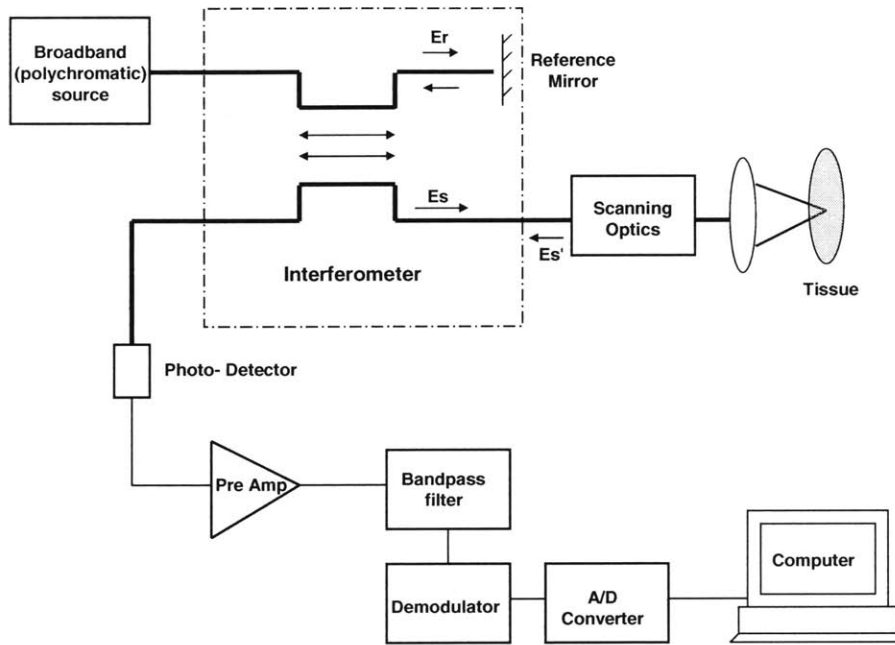 Broadband
(polychromatic)
source
Er
Reference
Mirror
Es
Es'
Scanning
Optics
Interferometer
Tissue
Photo- Detector
Pre Amp
Bandpass
filter
Computer
Demodulator
A/D
Converter